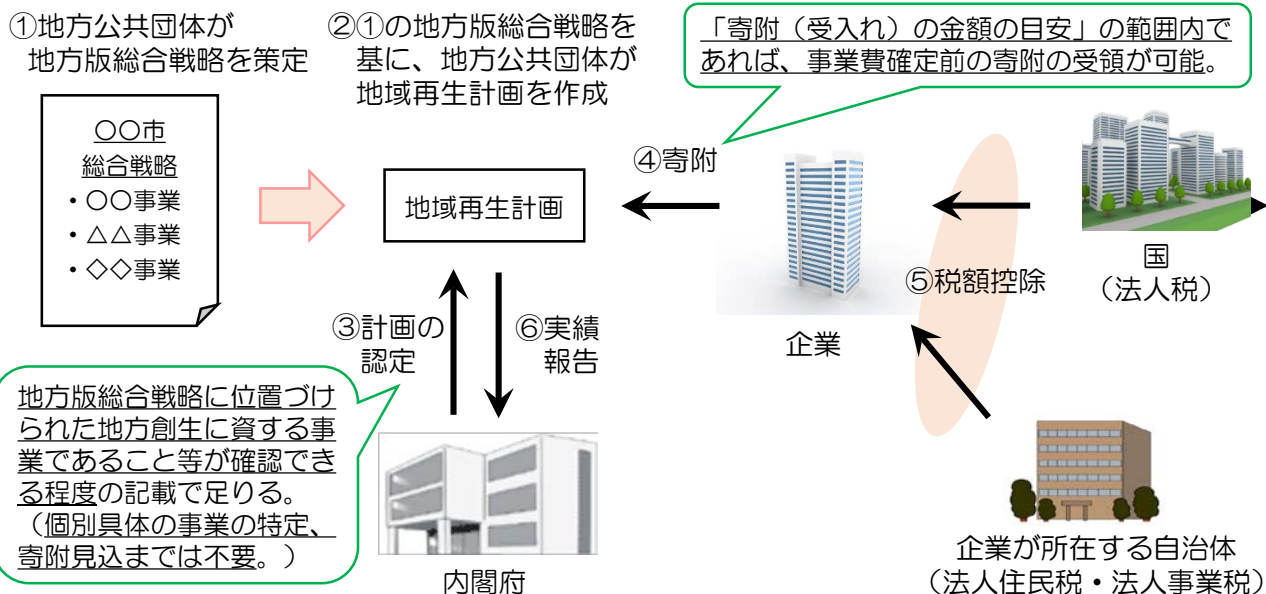 ①地方公共団体が
地方版総合戦略を策定
〇〇市
総合戦略
・〇〇事業
・△△事業
・◇◇事業
②①の地方版総合戦略を
基に、地方公共団体が
地域再生計画を作成
「寄附（受入れ）の金額の目安」の範囲内で
あれば、事業費確定前の寄附の受領が可能。
地域再生計画
④寄附
企業
⑤税額控除
国
（法人税）
③計画の
認定
⑥実績
報告
地方版総合戦略に位置づけ
られた地方創生に資する事
業であること等が確認でき
る程度の記載で足りる。
（個別具体の事業の特定、
寄附見込までは不要。）
内閣府
企業が所在する自治体
（法人住民税・法人事業税）